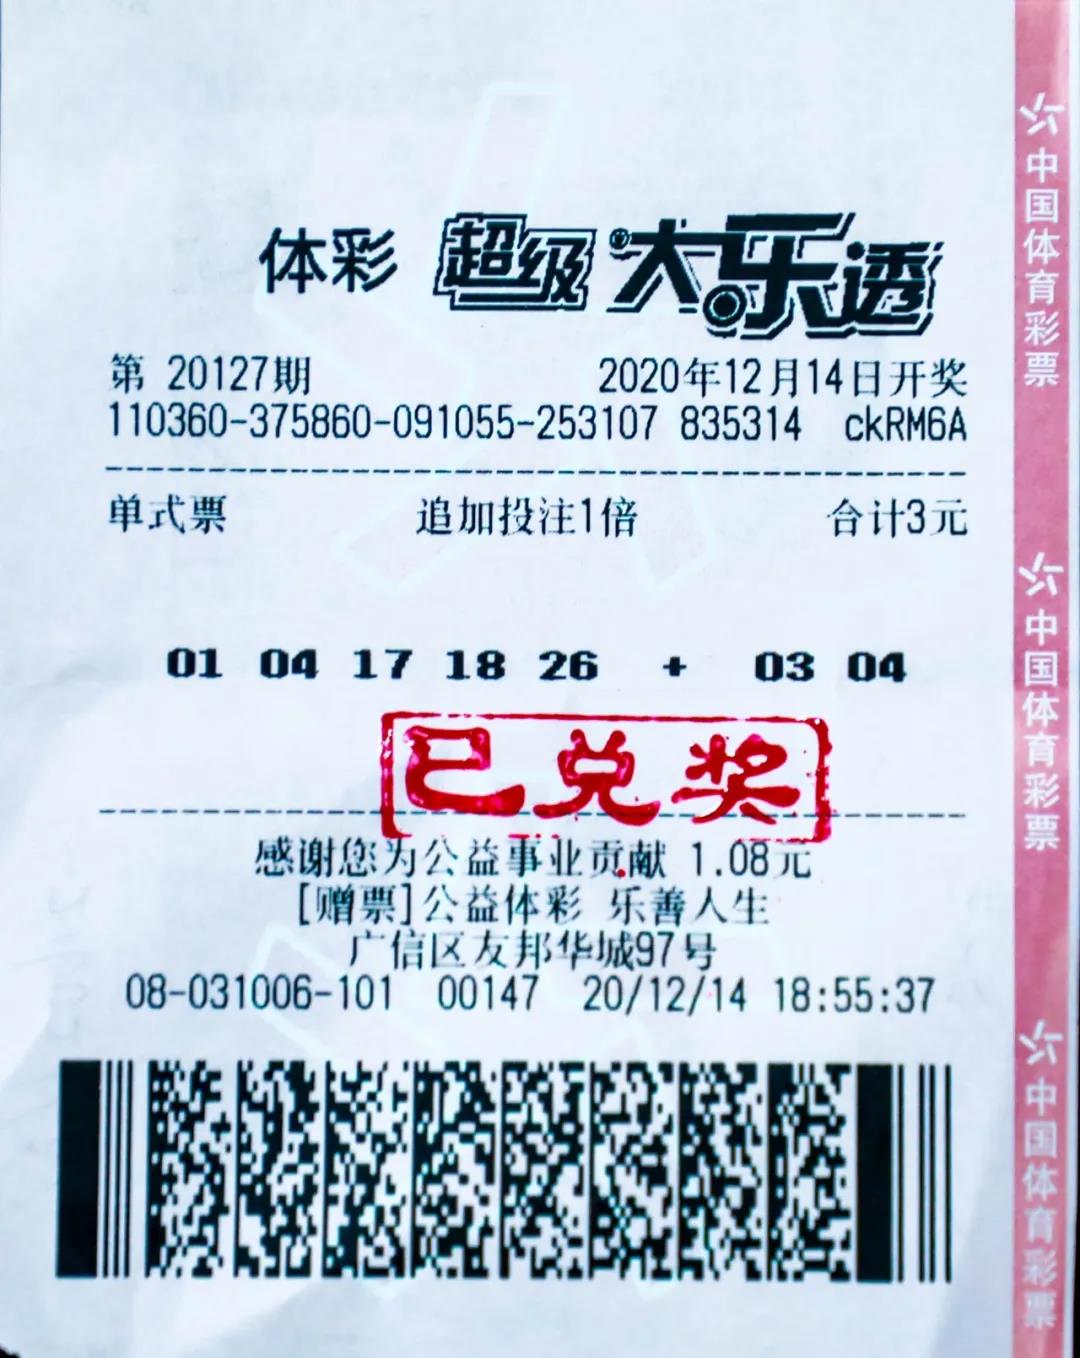 体彩 超级大乐透
第 20127期 2020年12月14日开奖
110360-375860-091055-253107 835314 ckRM6A
单式票 追加投注1倍 合计3元
01 04 17 18 26 + 03 04
已兑奖
感谢您为公益事业贡献 1.08元
[赠票]公益体彩 乐善人生
广信区友邦华城97号
08-031006-101 00147 20/12/14 18:55:37
中国体育彩票
中国体育彩票
中国体育彩票